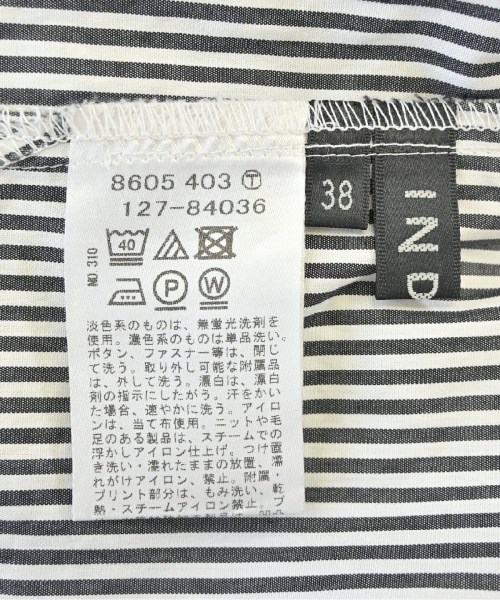 8605 403 Ⓣ
127-84036
38
IND
NO 310
40
P
W
淡色系のものは、無蛍光洗剤を
使用。濃色系のものは単品洗い。
ボタン、ファスナー等は、閉じ
て洗う。取り外し可能な附属品
は、外して洗う。漂白は、漂白
剤の指示にしたがう。汗をかい
た場合、速やかに洗う。アイロ
ンは、当て布使用。ニットや毛
足のある製品は、スチームでの
浮かしアイロン仕上げ。つけ置
き洗い・濡れたままの放置、濡
れがけアイロン、禁止。附属・
プリント部分は、もみ洗い、乾
熱・スチームアイロン禁止。プ